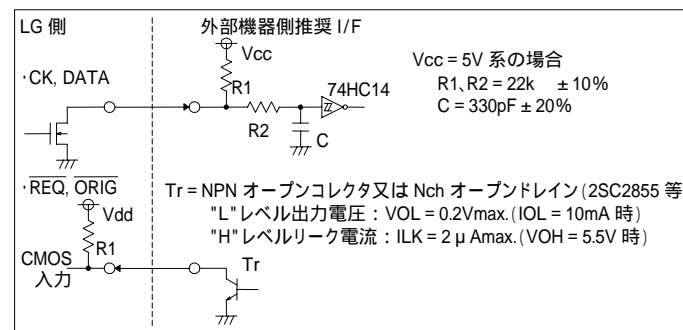 LG 側
外部機器側推奨 I/F
Vcc
Vcc = 5V 系の場合
・CK, DATA
R1
74HC14
R1、R2 = 22k ±10%
C = 330pF ± 20%
R2
C
・REQ, ORIG
Tr = NPN オープンコレクタ又は Nch オープンドレイン(2SC2855 等
Vdd
"L"レベル出力電圧：VOL = 0.2Vmax.(IOL = 10mA 時)
"H"レベルリーク電流：ILK = 2 μ Amax.(VOH = 5.5V 時)
R1
CMOS
入力
Tr